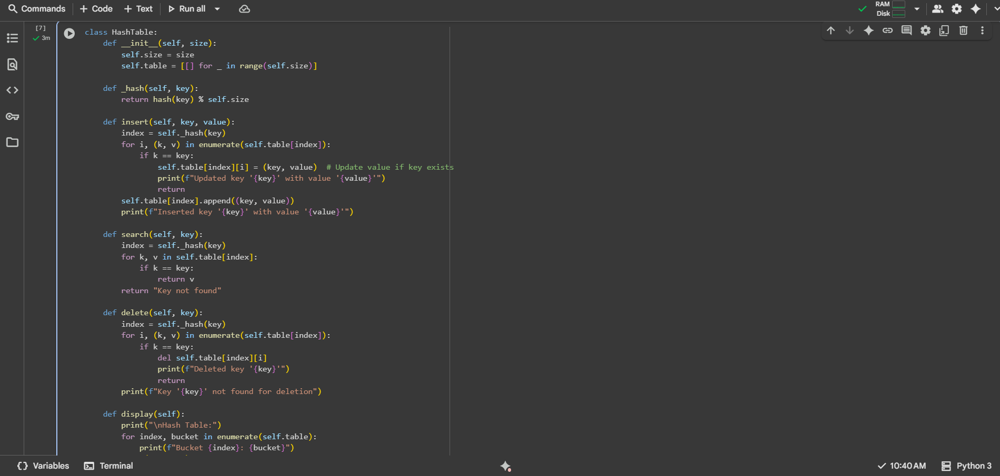 Commands + Code + Text Run all
RAM
Disk
[7]
3m
class HashTable:
    def __init__(self, size):
        self.size = size
        self.table = [[] for _ in range(self.size)]

    def _hash(self, key):
        return hash(key) % self.size

    def insert(self, key, value):
        index = self._hash(key)
        for i, (k, v) in enumerate(self.table[index]):
            if k == key:
                self.table[index][i] = (key, value)  # Update value if key exists
                print(f"Updated key '{key}' with value '{value}'")
                return
        self.table[index].append((key, value))
        print(f"Inserted key '{key}' with value '{value}'")

    def search(self, key):
        index = self._hash(key)
        for k, v in self.table[index]:
            if k == key:
                return v
        return "Key not found"

    def delete(self, key):
        index = self._hash(key)
        for i, (k, v) in enumerate(self.table[index]):
            if k == key:
                del self.table[index][i]
                print(f"Deleted key '{key}'")
                return
        print(f"Key '{key}' not found for deletion")

    def display(self):
        print("\nHash Table:")
        for index, bucket in enumerate(self.table):
            print(f"Bucket {index}: {bucket}")
{} Variables Terminal 10:40 AM Python 3